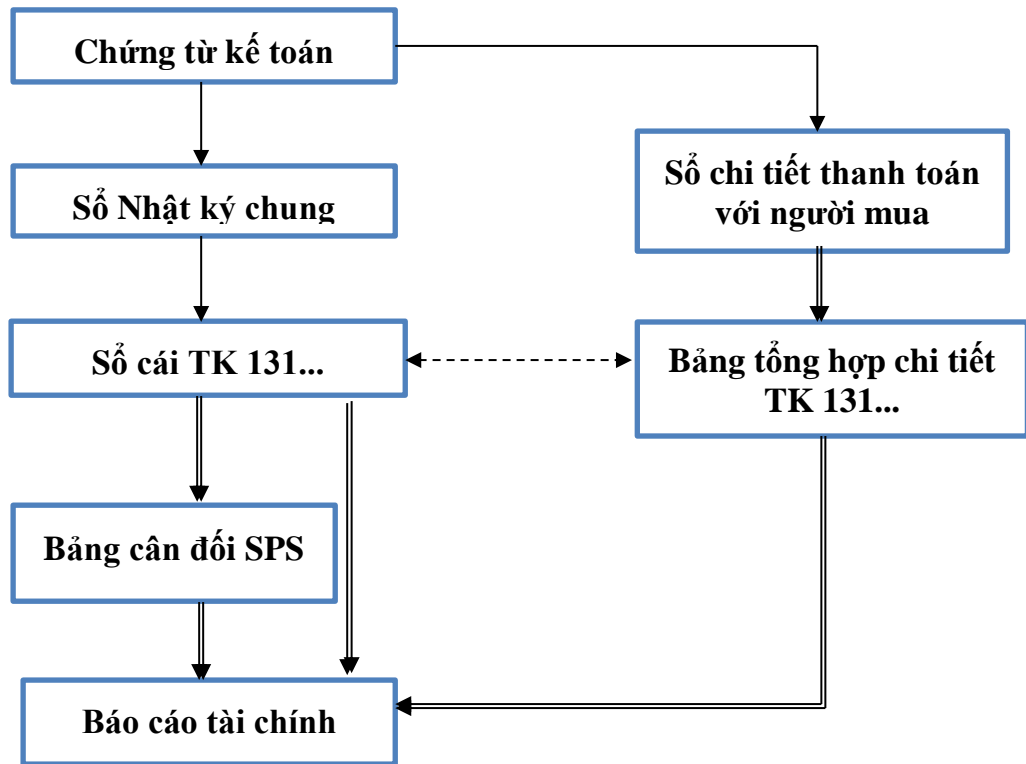 Chứng từ kế toán
Sổ Nhật ký chung
Sổ chi tiết thanh toán
với người mua
Sổ cái TK 131...
Bảng tổng hợp chi tiết
TK 131...
Bảng cân đối SPS
Báo cáo tài chính